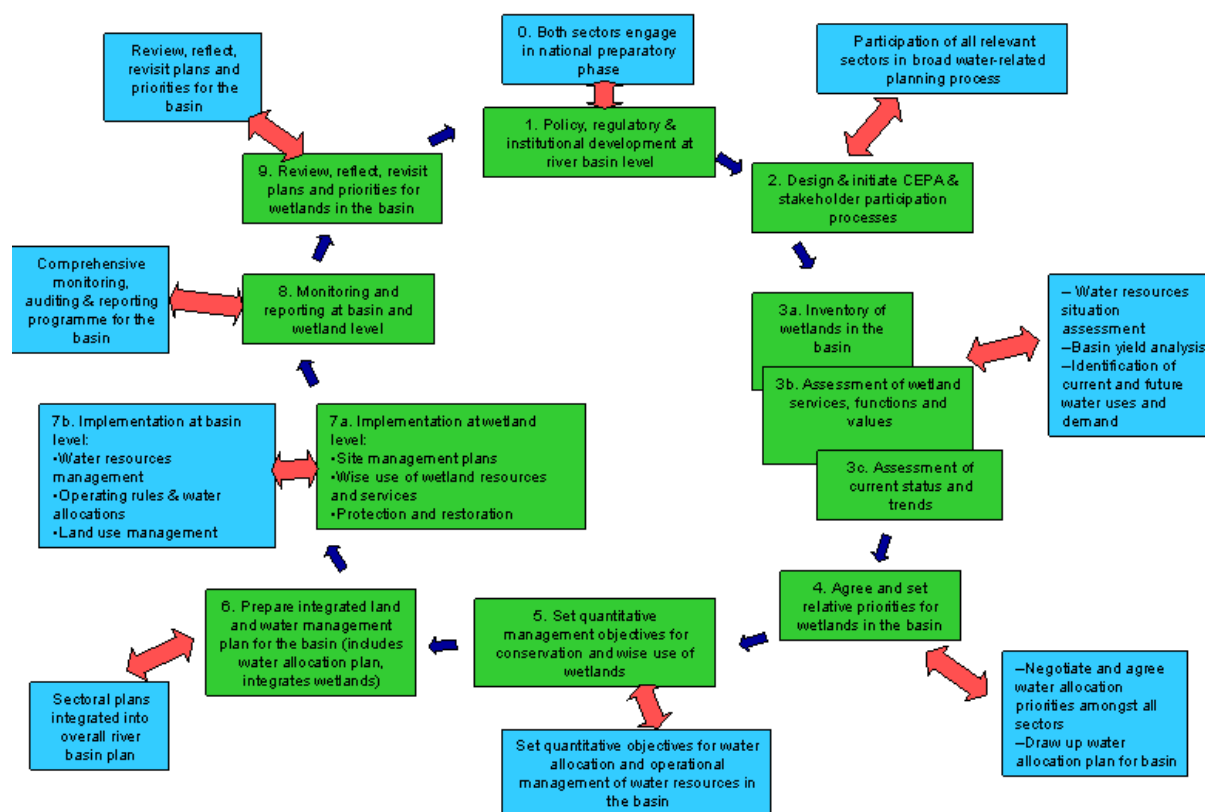 0. Both sectors engage
in national preparatory
phase
Review, reflect,
revisit plans and
priorities for the
basin
Participation of all relevant
sectors in broad water-related
planning process
1. Policy, regulatory &
institutional development at
river basin level
9. Review, reflect, revisit
plans and priorities for
wetlands in the basin
2. Design & initiate CEPA &
stakeholder participation
processes
Comprehensive
monitoring,
auditing & reporting
programme for the
basin
8. Monitoring and
reporting at basin and
wetland level
3a. Inventory of
wetlands in the
basin
3b. Assessment of wetland
services, functions and
values
3c. Assessment of
current status and
trends
– Water resources
situation
assessment
–Basin yield analysis
–Identification of
current and future
water uses and
demand
7b. Implementation at basin
level:
•Water resources
management
•Operating rules & water
allocations
•Land use management
7a. Implementation at wetland
level:
•Site management plans
•Wise use of wetland resources
and services
•Protection and restoration
6. Prepare integrated land
and water management
plan for the basin (includes
water allocation plan,
integrates wetlands)
5. Set quantitative
management objectives for
conservation and wise use of
wetlands
4. Agree and set
relative priorities for
wetlands in the basin
Sectoral plans
integrated into
overall river
basin plan
Set quantitative objectives for water
allocation and operational
management of water resources in
the basin
–Negotiate and agree
water allocation
priorities amongst all
sectors
–Draw up water
allocation plan for basin